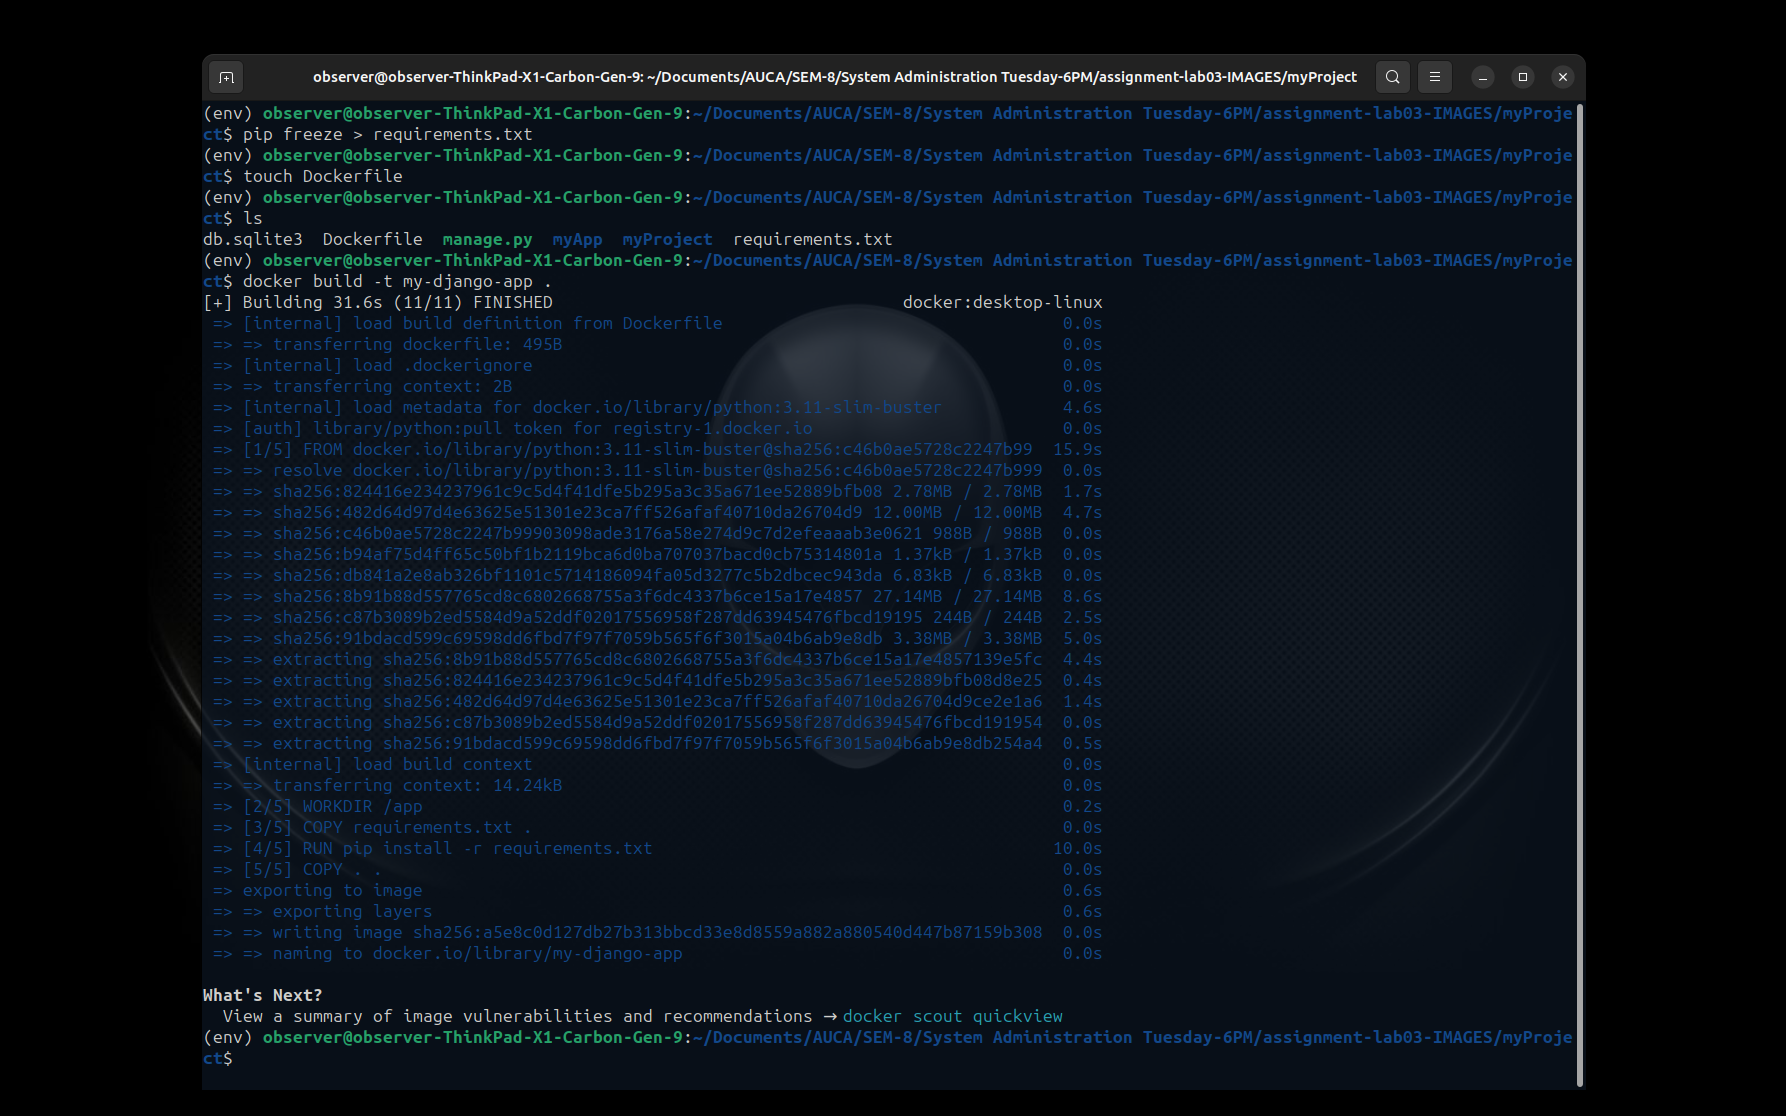 observer@observer-ThinkPad-X1-Carbon-Gen-9: ~/Documents/AUCA/SEM-8/System Administration Tuesday-6PM/assignment-lab03-IMAGES/myProject
(env) observer@observer-ThinkPad-X1-Carbon-Gen-9:~/Documents/AUCA/SEM-8/System Administration Tuesday-6PM/assignment-lab03-IMAGES/myProje
ct$ pip freeze > requirements.txt
(env) observer@observer-ThinkPad-X1-Carbon-Gen-9:~/Documents/AUCA/SEM-8/System Administration Tuesday-6PM/assignment-lab03-IMAGES/myProje
ct$ touch Dockerfile
(env) observer@observer-ThinkPad-X1-Carbon-Gen-9:~/Documents/AUCA/SEM-8/System Administration Tuesday-6PM/assignment-lab03-IMAGES/myProje
ct$ ls
db.sqlite3  Dockerfile  manage.py  myApp  myProject  requirements.txt
(env) observer@observer-ThinkPad-X1-Carbon-Gen-9:~/Documents/AUCA/SEM-8/System Administration Tuesday-6PM/assignment-lab03-IMAGES/myProje
ct$ docker build -t my-django-app .
[+] Building 31.6s (11/11) FINISHED docker:desktop-linux
=> [internal] load build definition from Dockerfile 0.0s
=> => transferring dockerfile: 495B 0.0s
=> [internal] load .dockerignore 0.0s
=> => transferring context: 2B 0.0s
=> [internal] load metadata for docker.io/library/python:3.11-slim-buster 4.6s
=> [auth] library/python:pull token for registry-1.docker.io 0.0s
=> [1/5] FROM docker.io/library/python:3.11-slim-buster@sha256:c46b0ae5728c2247b99 15.9s
=> => resolve docker.io/library/python:3.11-slim-buster@sha256:c46b0ae5728c2247b999 0.0s
=> => sha256:824416e234237961c9c5d4f41dfe5b295a3c35a671ee52889bfb08 2.78MB / 2.78MB 1.7s
=> => sha256:482d64d97d4e63625e51301e23ca7ff526afaf40710da26704d9 12.00MB / 12.00MB 4.7s
=> => sha256:c46b0ae5728c2247b99903098ade3176a58e274d9c7d2efeaaab3e0621 988B / 988B 0.0s
=> => sha256:b94af75d4ff65c50bf1b2119bca6d0ba707037bacd0cb75314801a 1.37kB / 1.37kB 0.0s
=> => sha256:db841a2e8ab326bf1101c5714186094fa05d3277c5b2dbcec943da 6.83kB / 6.83kB 0.0s
=> => sha256:8b91b88d557765cd8c6802668755a3f6dc4337b6ce15a17e4857 27.14MB / 27.14MB 8.6s
=> => sha256:c87b3089b2ed5584d9a52ddf02017556958f287dd63945476fbcd19195 244B / 244B 2.5s
=> => sha256:91bdacd599c69598dd6fbd7f97f7059b565f6f3015a04b6ab9e8db 3.38MB / 3.38MB 5.0s
=> => extracting sha256:8b91b88d557765cd8c6802668755a3f6dc4337b6ce15a17e4857139e5fc 4.4s
=> => extracting sha256:824416e234237961c9c5d4f41dfe5b295a3c35a671ee52889bfb08d8e25 0.4s
=> => extracting sha256:482d64d97d4e63625e51301e23ca7ff526afaf40710da26704d9ce2e1a6 1.4s
=> => extracting sha256:c87b3089b2ed5584d9a52ddf02017556958f287dd63945476fbcd191954 0.0s
=> => extracting sha256:91bdacd599c69598dd6fbd7f97f7059b565f6f3015a04b6ab9e8db254a4 0.5s
=> [internal] load build context 0.0s
=> => transferring context: 14.24kB 0.0s
=> [2/5] WORKDIR /app 0.2s
=> [3/5] COPY requirements.txt . 0.0s
=> [4/5] RUN pip install -r requirements.txt 10.0s
=> [5/5] COPY . . 0.0s
=> exporting to image 0.6s
=> => exporting layers 0.6s
=> => writing image sha256:a5e8c0d127db27b313bbcd33e8d8559a882a880540d447b87159b308 0.0s
=> => naming to docker.io/library/my-django-app 0.0s
What's Next?
View a summary of image vulnerabilities and recommendations → docker scout quickview
(env) observer@observer-ThinkPad-X1-Carbon-Gen-9:~/Documents/AUCA/SEM-8/System Administration Tuesday-6PM/assignment-lab03-IMAGES/myProje
ct$